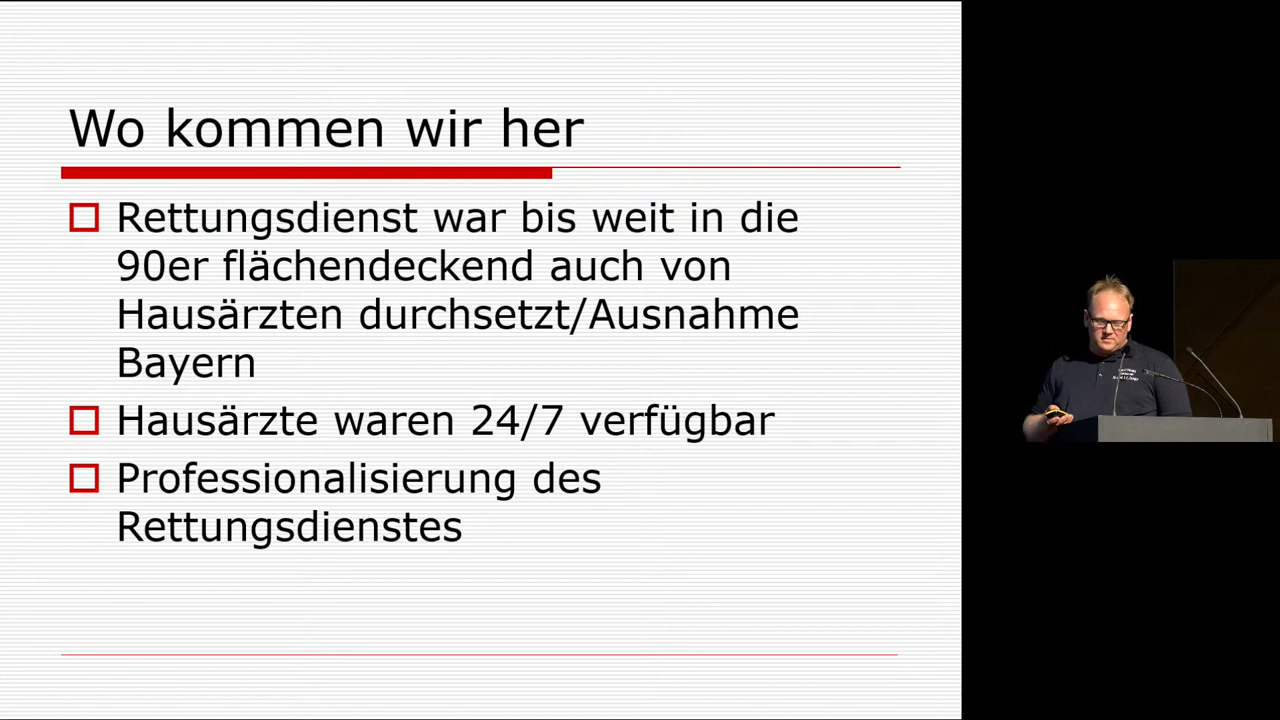 Wo kommen wir her
Rettungsdienst war bis weit in die
90er flächendeckend auch von
Hausärzten durchsetzt/Ausnahme
Bayern
Hausärzte waren 24/7 verfügbar
Professionalisierung des
Rettungsdienstes